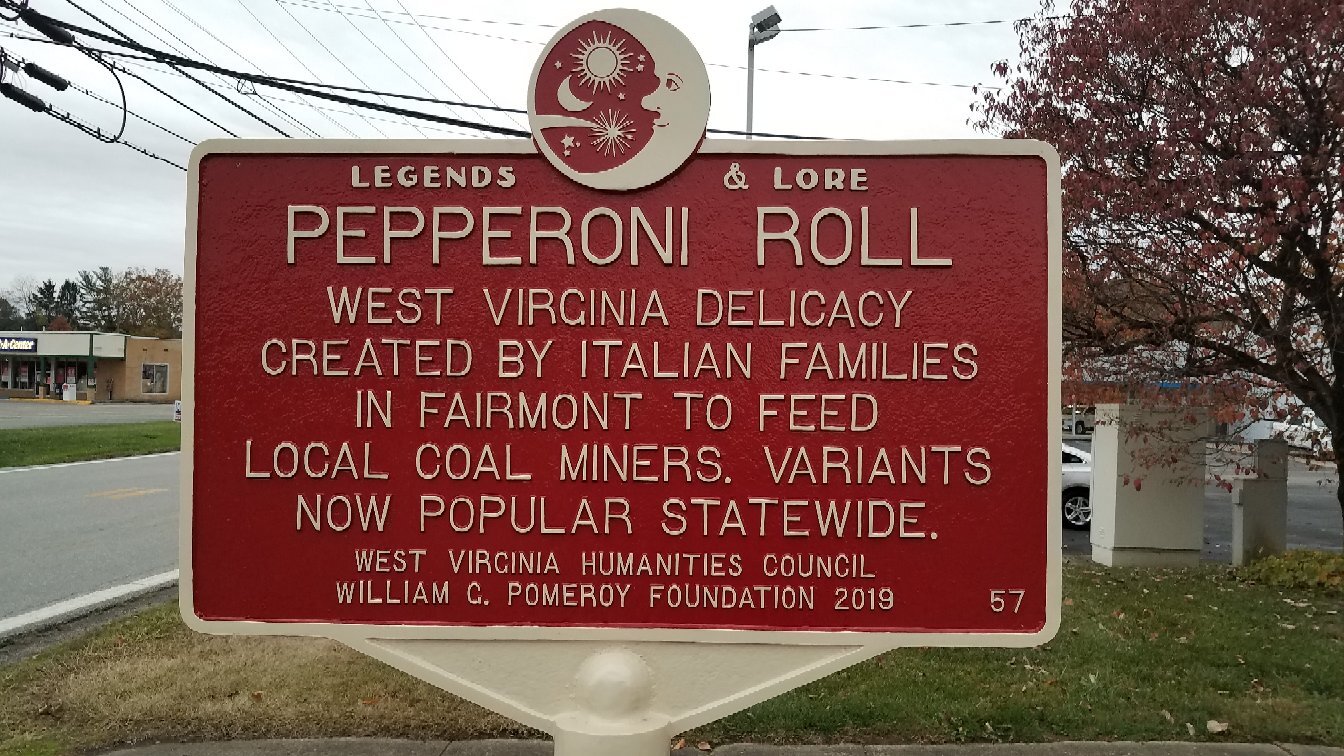 LEGENDS & LORE
PEPPERONI ROLL
WEST VIRGINIA DELICACY
CREATED BY ITALIAN FAMILIES
IN FAIRMONT TO FEED
LOCAL COAL MINERS. VARIANTS
NOW POPULAR STATEWIDE.
WEST VIRGINIA HUMANITIES COUNCIL
WILLIAM G. POMEROY FOUNDATION 2019
57
A-Center